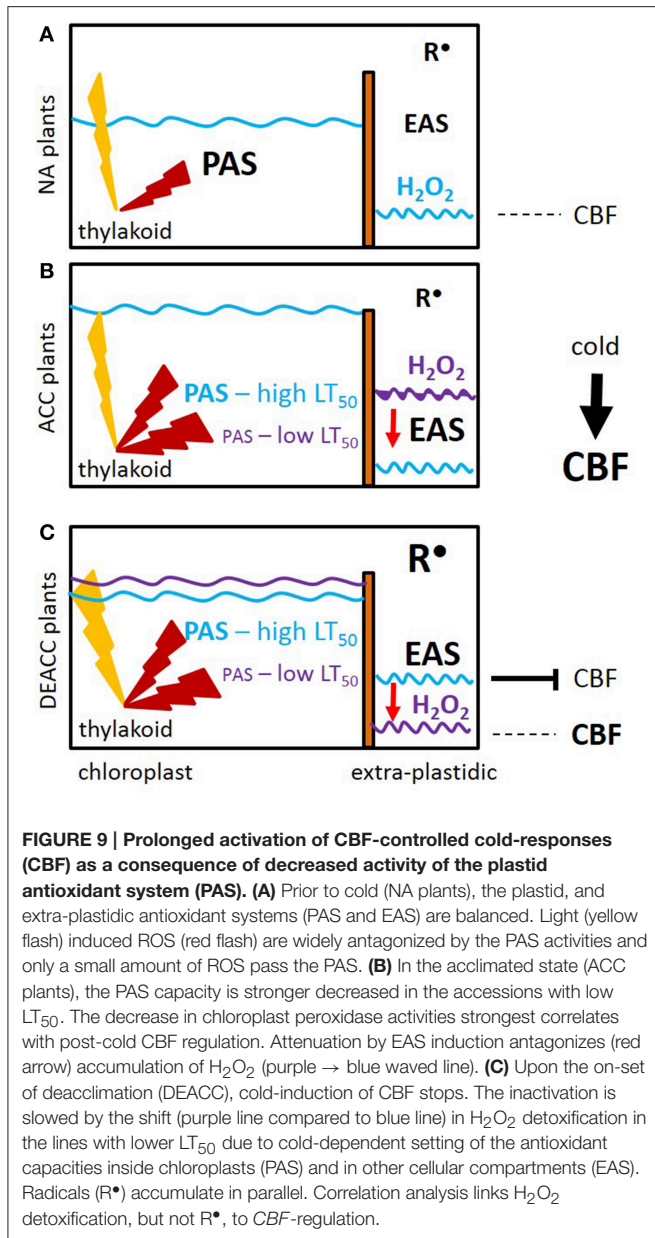 A
NA plants
R•
EAS
PAS
H₂O₂
thylakoid
CBF
B
ACC plants
R•
H₂O₂
cold
PAS – high LT₅₀
EAS
PAS – low LT₅₀
thylakoid
CBF
C
DEACC plants
R•
PAS – high LT₅₀
EAS
CBF
PAS – low LT₅₀
H₂O₂
thylakoid
CBF
chloroplast
extra-plastidic
FIGURE 9 | Prolonged activation of CBF-controlled cold-responses
(CBF) as a consequence of decreased activity of the plastid
antioxidant system (PAS). (A) Prior to cold (NA plants), the plastid, and
extra-plastidic antioxidant systems (PAS and EAS) are balanced. Light (yellow
flash) induced ROS (red flash) are widely antagonized by the PAS activities and
only a small amount of ROS pass the PAS. (B) In the acclimated state (ACC
plants), the PAS capacity is stronger decreased in the accessions with low
LT₅₀. The decrease in chloroplast peroxidase activities strongest correlates
with post-cold CBF regulation. Attenuation by EAS induction antagonizes (red
arrow) accumulation of H₂O₂ (purple → blue waved line). (C) Upon the on-set
of deacclimation (DEACC), cold-induction of CBF stops. The inactivation is
slowed by the shift (purple line compared to blue line) in H₂O₂ detoxification in
the lines with lower LT₅₀ due to cold-dependent setting of the antioxidant
capacities inside chloroplasts (PAS) and in other cellular compartments (EAS).
Radicals (R•) accumulate in parallel. Correlation analysis links H₂O₂
detoxification, but not R•, to CBF-regulation.